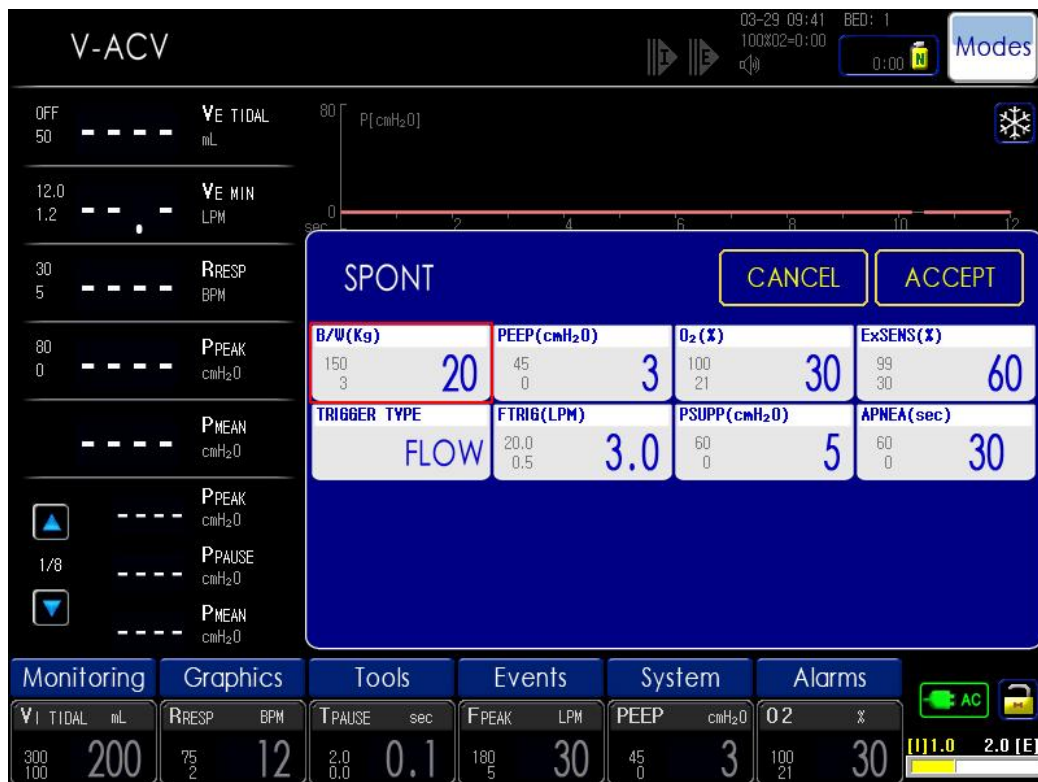 V-ACV
03-29 09:41 BED: 1
100%O2=0:00
I E
0:00 N
Modes
OFF
50 ---- VE TIDAL
mL
80 P[cmH₂O]
0
sec 2 4 6 8 10 12
12.0
1.2 --.- VE MIN
LPM
30
5 ---- RRESP
BPM
80
0 ---- PPEAK
cmH₂O
---- PMEAN
cmH₂O
---- PPEAK
cmH₂O
1/8
---- PPAUSE
cmH₂O
---- PMEAN
cmH₂O
SPONT CANCEL ACCEPT
B/W(Kg) PEEP(cmH₂O) O₂(%) ExSENS(%)
150 45 100 99
3 20 0 3 21 30 30 60
TRIGGER TYPE FTRIG(LPM) PSUPP(cmH₂O) APNEA(sec)
FLOW 20.0 60 60
0.5 3.0 0 5 0 30
Monitoring Graphics Tools Events System Alarms
VI TIDAL mL RRESP BPM TPAUSE sec FPEAK LPM PEEP cmH₂O O2 %
300 75 2.0 180 45 100
100 200 2 12 0.0 0.1 5 30 0 3 21 30
AC
[I]1.0 2.0 [E]